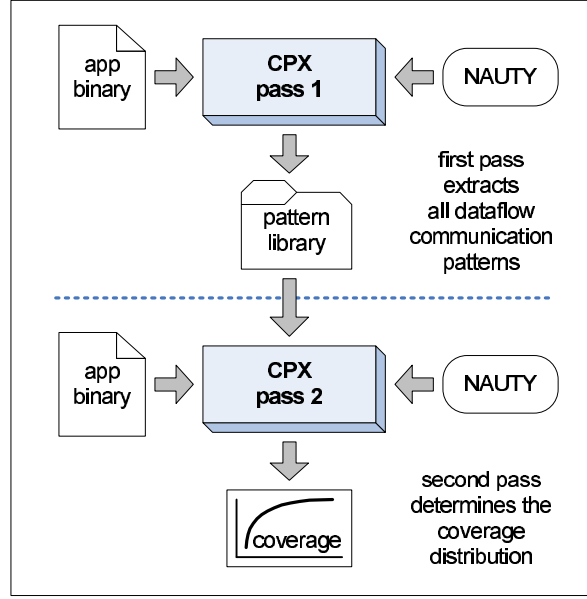 app
binary
CPX
pass 1
NAUTY
first pass
extracts
all dataflow
communication
patterns
pattern
library
app
binary
CPX
pass 2
NAUTY
second pass
determines the
coverage
distribution
coverage